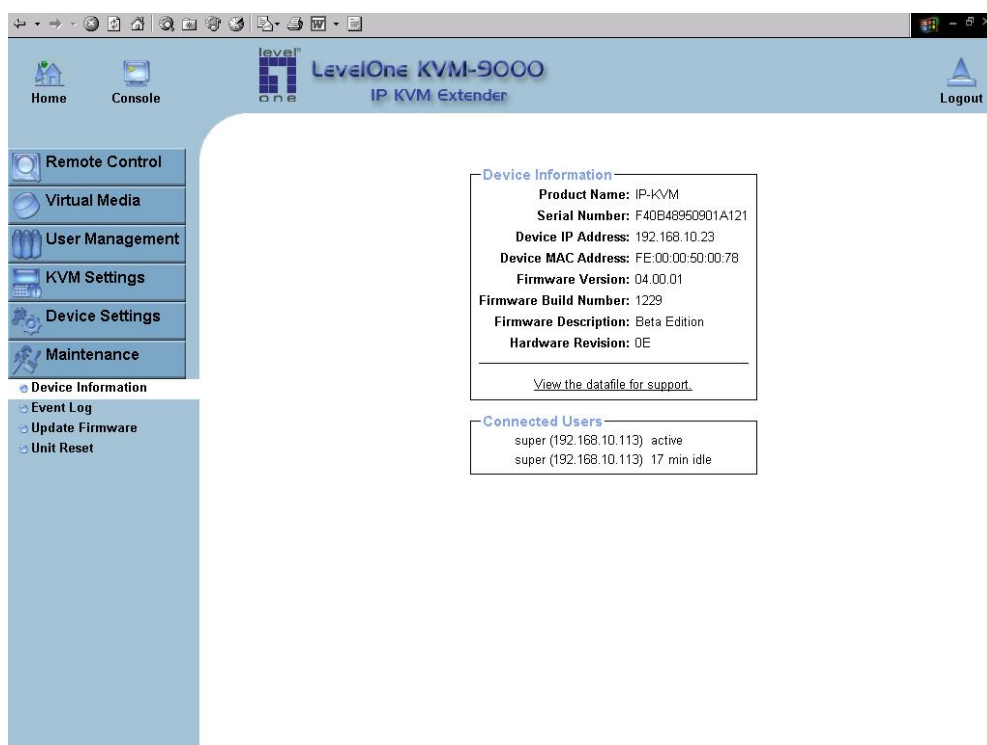 level
one
LevelOne KVM-9000
IP KVM Extender
Home
Console
Logout
Remote Control
Virtual Media
User Management
KVM Settings
Device Settings
Maintenance
Device Information
Event Log
Update Firmware
Unit Reset
Device Information
Product Name: IP-KVM
Serial Number: F40B48950901A121
Device IP Address: 192.168.10.23
Device MAC Address: FE:00:00:50:00:78
Firmware Version: 04.00.01
Firmware Build Number: 1229
Firmware Description: Beta Edition
Hardware Revision: 0E
View the datafile for support.
Connected Users
super (192.168.10.113) active
super (192.168.10.113) 17 min idle